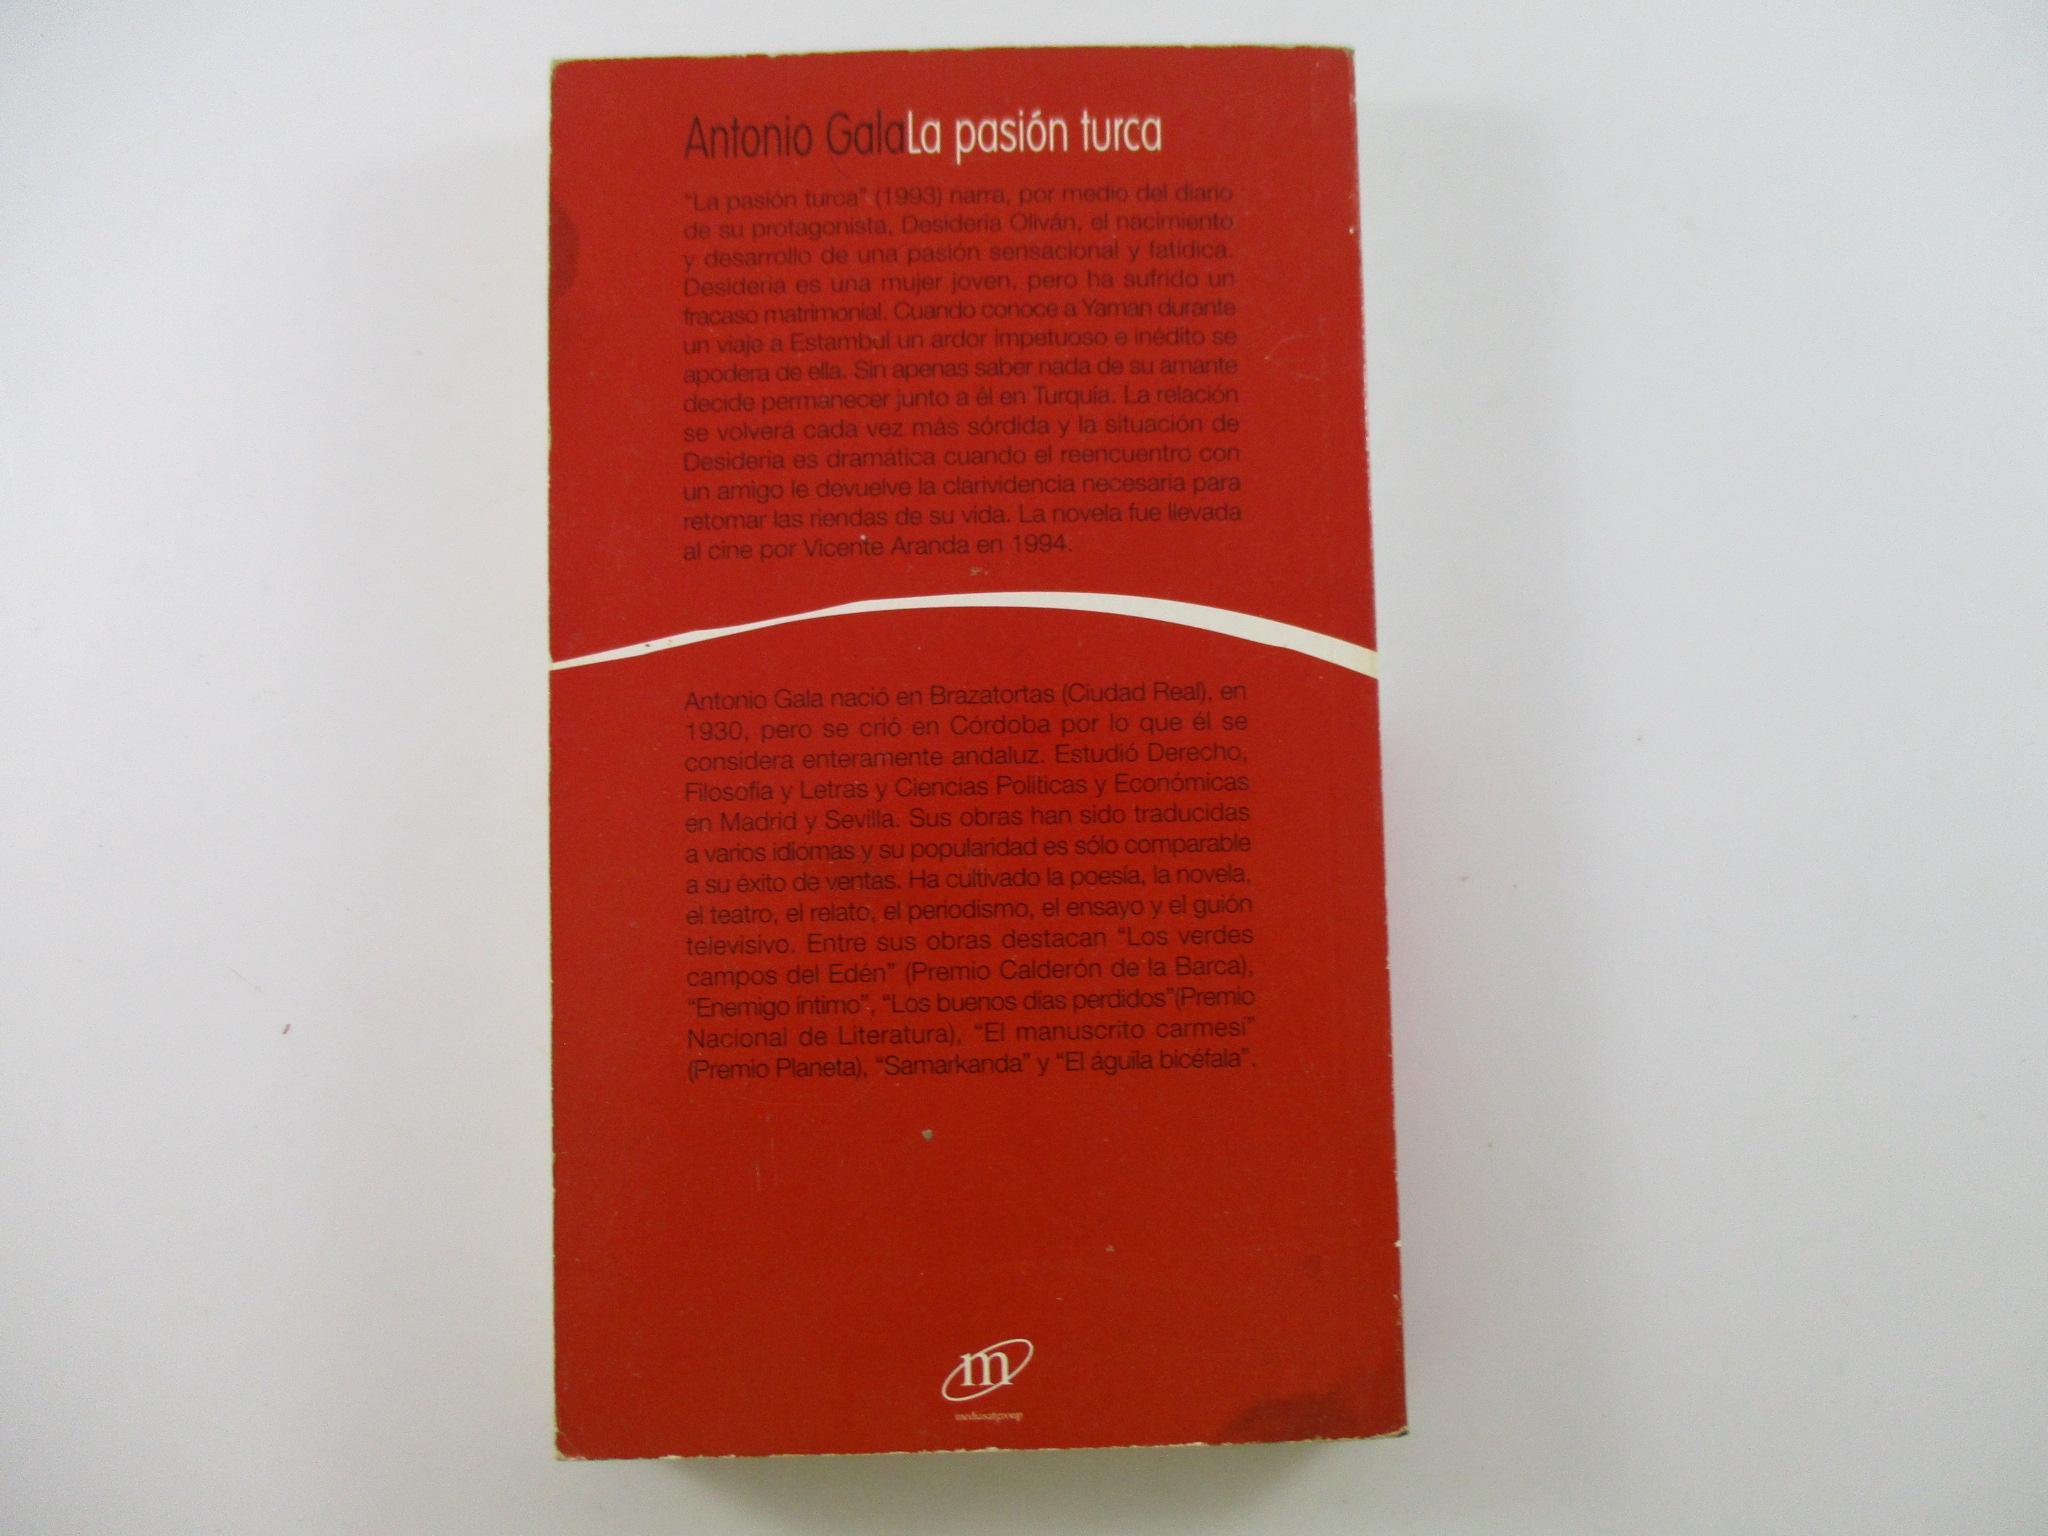 Antonio Gala La pasión turca
“La pasión turca” (1993) narra, por medio del diario
de su protagonista, Desideria Oliván, el nacimiento
y desarrollo de una pasión sensacional y fatídica.
Desideria es una mujer joven, pero ha sufrido un
fracaso matrimonial. Cuando conoce a Yaman durante
un viaje a Estambul un ardor impetuoso e inédito se
apodera de ella. Sin apenas saber nada de su amante
decide permanecer junto a él en Turquía. La relación
se volverá cada vez más sórdida y la situación de
Desideria es dramática cuando el reencuentro con
un amigo le devuelve la clarividencia necesaria para
retomar las riendas de su vida. La novela fue llevada
al cine por Vicente Aranda en 1994.
Antonio Gala nació en Brazatortas (Ciudad Real), en
1930, pero se crió en Córdoba por lo que él se
considera enteramente andaluz. Estudió Derecho,
Filosofía y Letras y Ciencias Políticas y Económicas
en Madrid y Sevilla. Sus obras han sido traducidas
a varios idiomas y su popularidad es sólo comparable
a su éxito de ventas. Ha cultivado la poesía, la novela,
el teatro, el relato, el periodismo, el ensayo y el guión
televisivo. Entre sus obras destacan “Los verdes
campos del Edén” (Premio Calderón de la Barca),
“Enemigo íntimo”, “Los buenos días perdidos”(Premio
Nacional de Literatura), “El manuscrito carmesí”
(Premio Planeta), “Samarkanda” y “El águila bicéfala”.
m
mediasatgroup